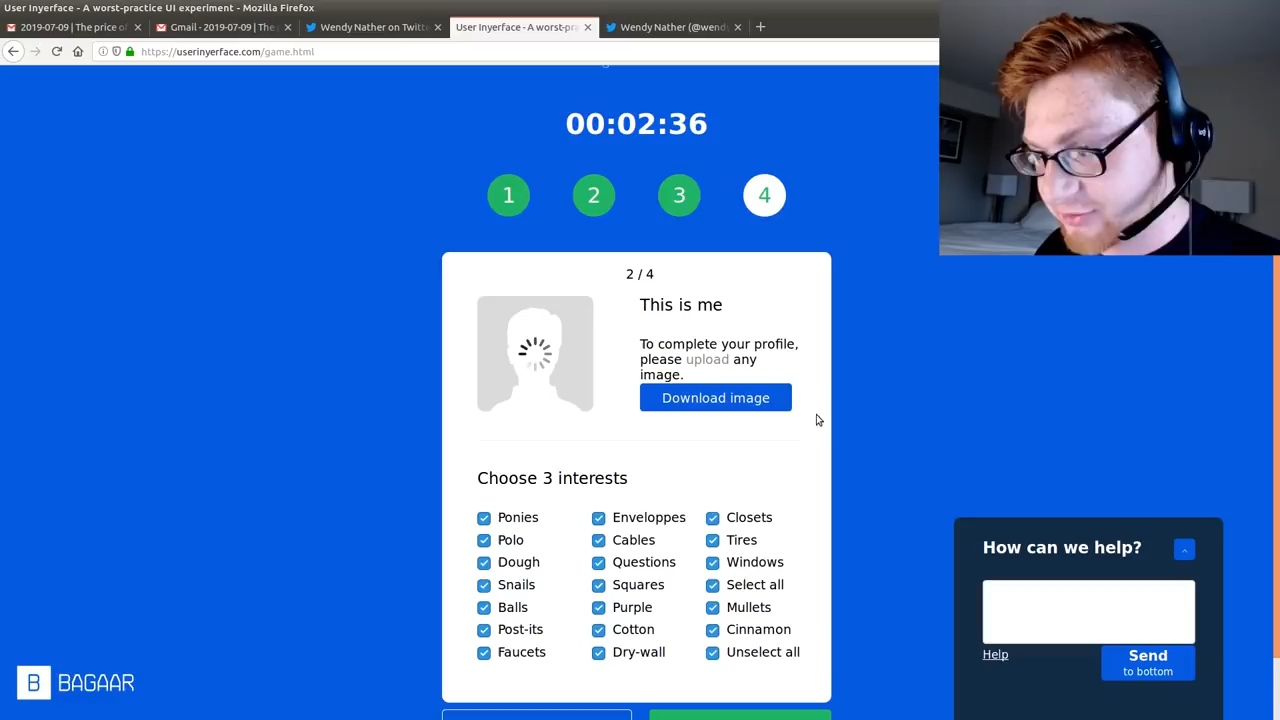 User Inyerface - A worst-practice UI experiment - Mozilla Firefox
2019-07-09 | The price of
Gmail - 2019-07-09 | The
Wendy Nather on Twitte
User Inyerface - A worst-pra
Wendy Nather (@wendy
https://userinyerface.com/game.html
00:02:36
1 2 3 4
2 / 4
This is me
To complete your profile,
please upload any
image.
Download image
Choose 3 interests
Ponies Enveloppes Closets
Polo Cables Tires
Dough Questions Windows
Snails Squares Select all
Balls Purple Mullets
Post-its Cotton Cinnamon
Faucets Dry-wall Unselect all
How can we help?
Help
Send
to bottom
B BAGAAR